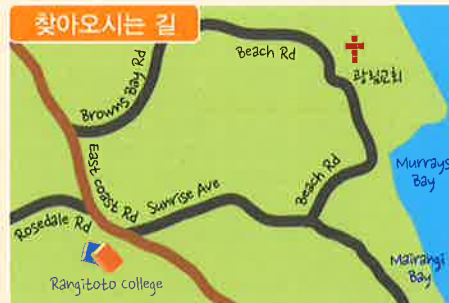 찾아오시는 길
Beach Rd
광림교회
Browns Bay Rd
East coast Rd
Sunrise Ave
Beach Rd
Murrays
Bay
Rosedale Rd
Mairangi
Bay
Rangitoto college